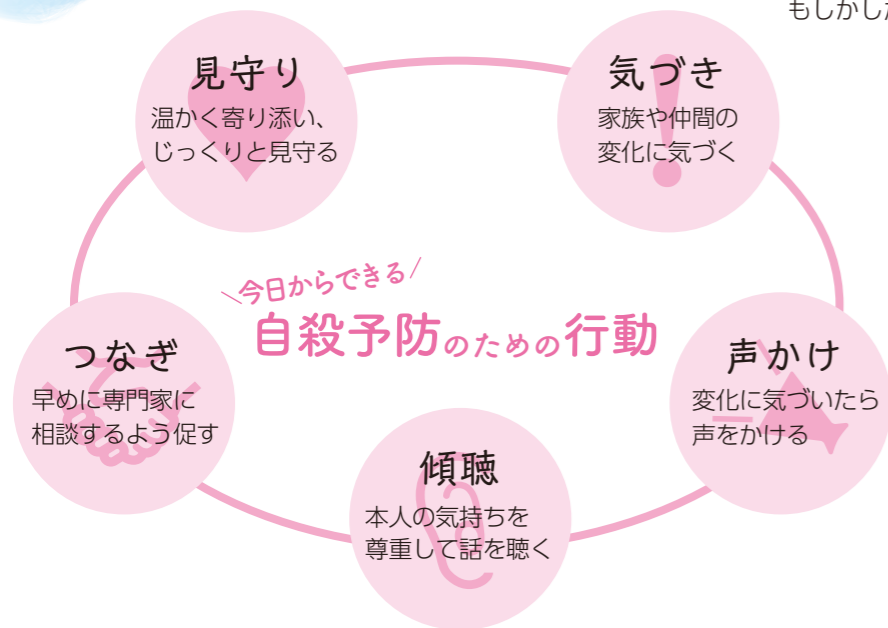 もしかした
見守り
温かく寄り添い、
じっくりと見守る
気づき
家族や仲間の
変化に気づく
今日からできる
自殺予防のための行動
つなぎ
早めに専門家に
相談するよう促す
声かけ
変化に気づいたら
声をかける
傾聴
本人の気持ちを
尊重して話を聴く